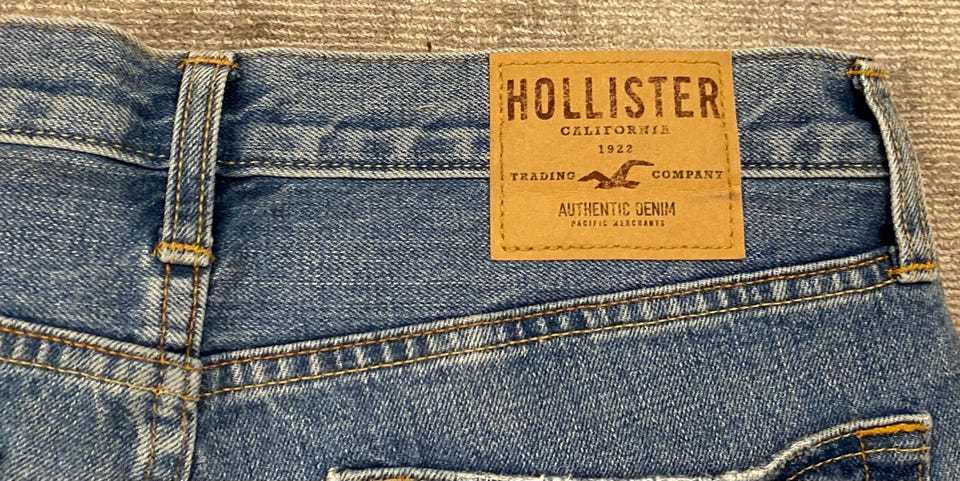 HOLLISTER
CALIFORNIA
1922
TRADING COMPANY
AUTHENTIC DENIM
PACIFIC MERCHANTS